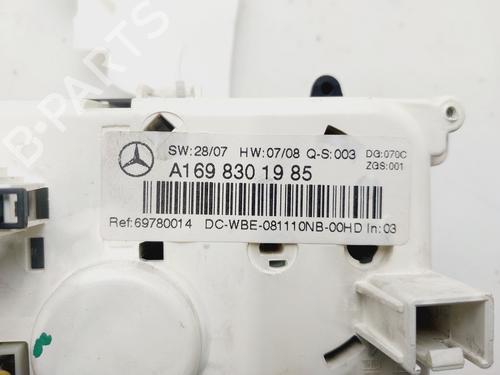 SW:28/07 HW:07/08 Q-S:003 DG:070C
ZGS:001
A169 830 19 85
Ref:69780014 DC-WBE-081110NB-00HD In:03
B-PARTS